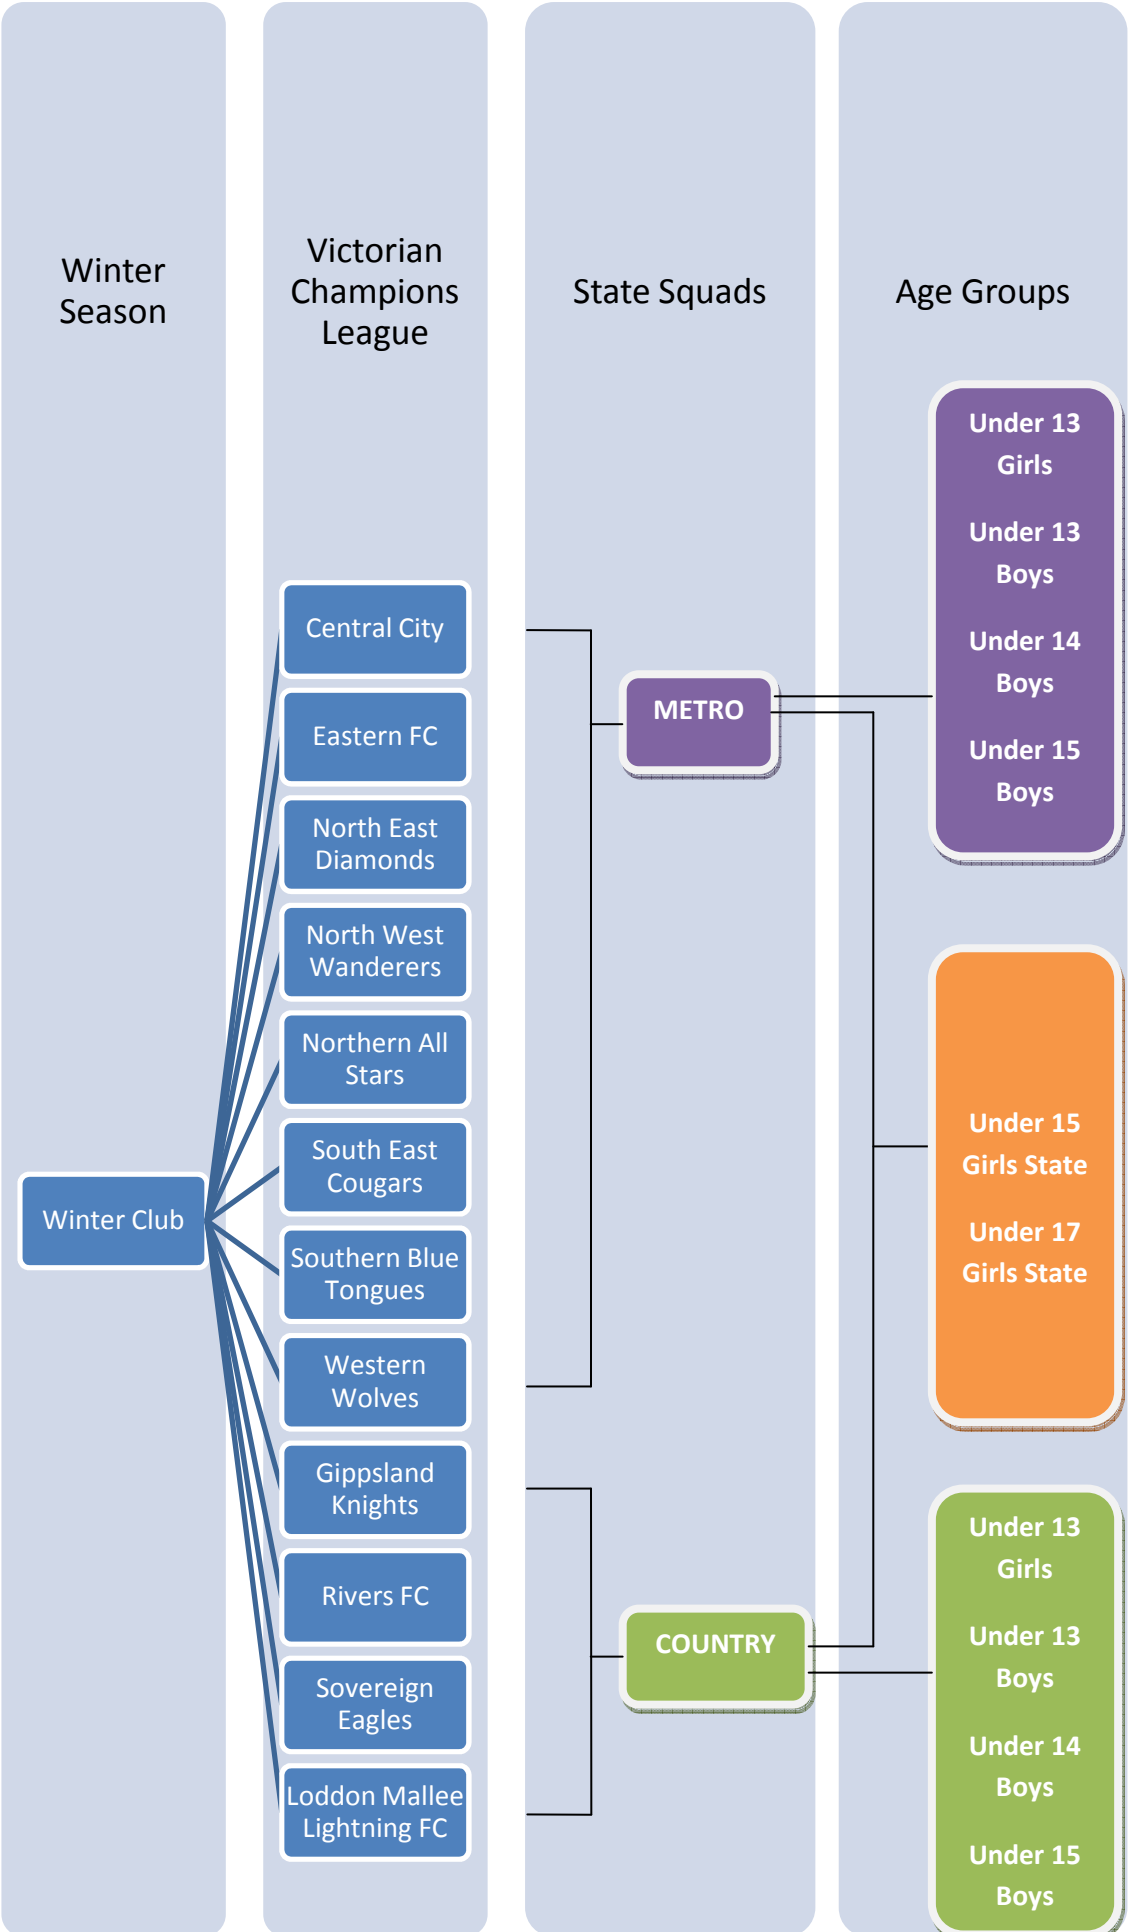 Winter
Season
Victorian
Champions
League
State Squads
Age Groups
Winter Club
Central City
Eastern FC
North East
Diamonds
North West
Wanderers
Northern All
Stars
South East
Cougars
Southern Blue
Tongues
Western
Wolves
Gippsland
Knights
Rivers FC
Sovereign
Eagles
Loddon Mallee
Lightning FC
METRO
COUNTRY
Under 13
Girls
Under 13
Boys
Under 14
Boys
Under 15
Boys
Under 15
Girls State
Under 17
Girls State
Under 13
Girls
Under 13
Boys
Under 14
Boys
Under 15
Boys